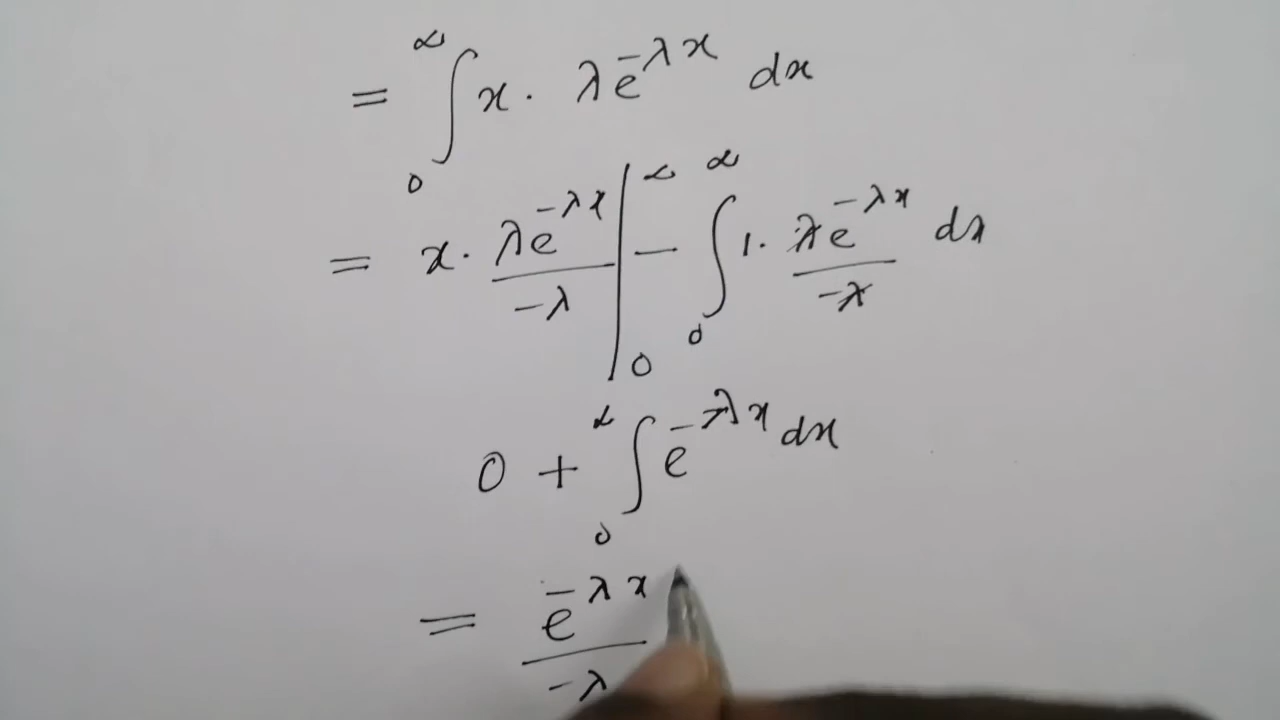 = ∫₀^∞ x · λe^{-λx} dx
= x · λe^{-λx}/-λ |₀^∞ - ∫₀^∞ 1 · λe^{-λx}/-λ dx
0 + ∫₀^∞ e^{-λx} dx
= e^{-λx}/-λ